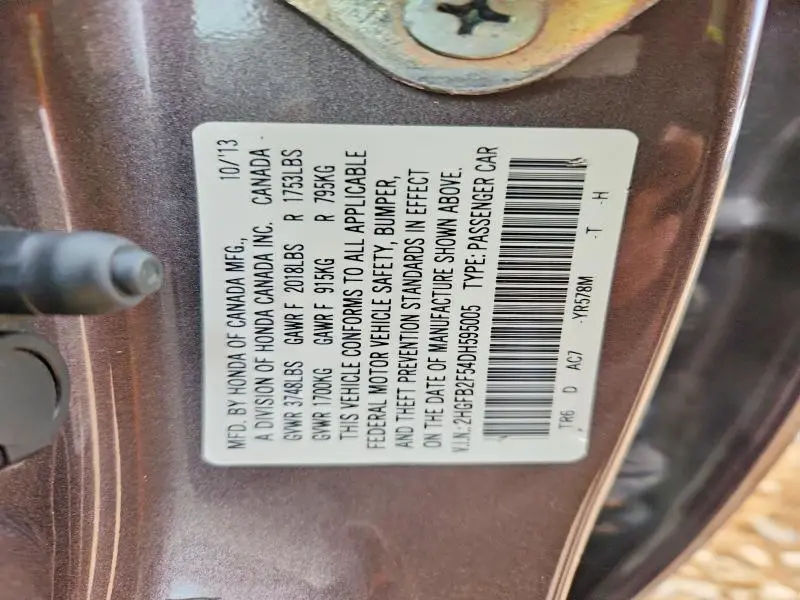 MFD. BY HONDA OF CANADA MFG., 10/'13
A DIVISION OF HONDA CANADA INC. CANADA
GVWR 3748LBS GAWR F 2018LBS R 1753LBS
GVWR 1700KG GAWR F 915KG R 795KG
THIS VEHICLE CONFORMS TO ALL APPLICABLE
FEDERAL MOTOR VEHICLE SAFETY, BUMPER,
AND THEFT PREVENTION STANDARDS IN EFFECT
ON THE DATE OF MANUFACTURE SHOWN ABOVE.
V.I.N.:2HGFB2F54DH595005 TYPE:PASSENGER CAR
TR6 D AC7 -YR578M -T -H